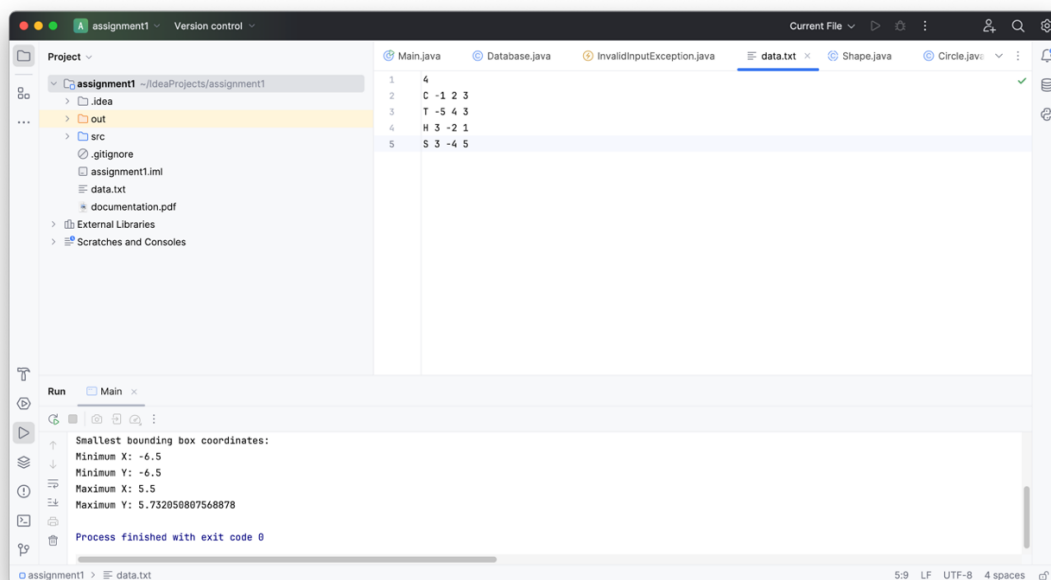 A assignment1 Version control Current File
Project
Main.java Database.java InvalidInputException.java data.txt Shape.java Circle.java
assignment1 ~/IdeaProjects/assignment1
.idea
out
src
.gitignore
assignment1.iml
data.txt
documentation.pdf
External Libraries
Scratches and Consoles
1 4
2 C -1 2 3
3 T -5 4 3
4 H 3 -2 1
5 S 3 -4 5
Run Main
Smallest bounding box coordinates:
Minimum X: -6.5
Minimum Y: -6.5
Maximum X: 5.5
Maximum Y: 5.732050807568878
Process finished with exit code 0
assignment1 > data.txt 5:9 LF UTF-8 4 spaces